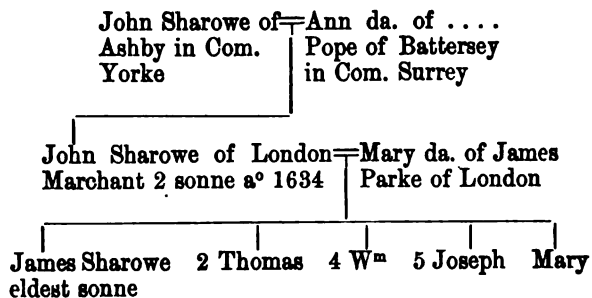 John Sharowe of Ashby in Com. Yorke
Ann da. of .... Pope of Battersey in Com. Surrey
John Sharowe of London Marchant 2 sonne aº 1634
Mary da. of James Parke of London
James Sharowe eldest sonne
2 Thomas
4 Wᵐ
5 Joseph
Mary